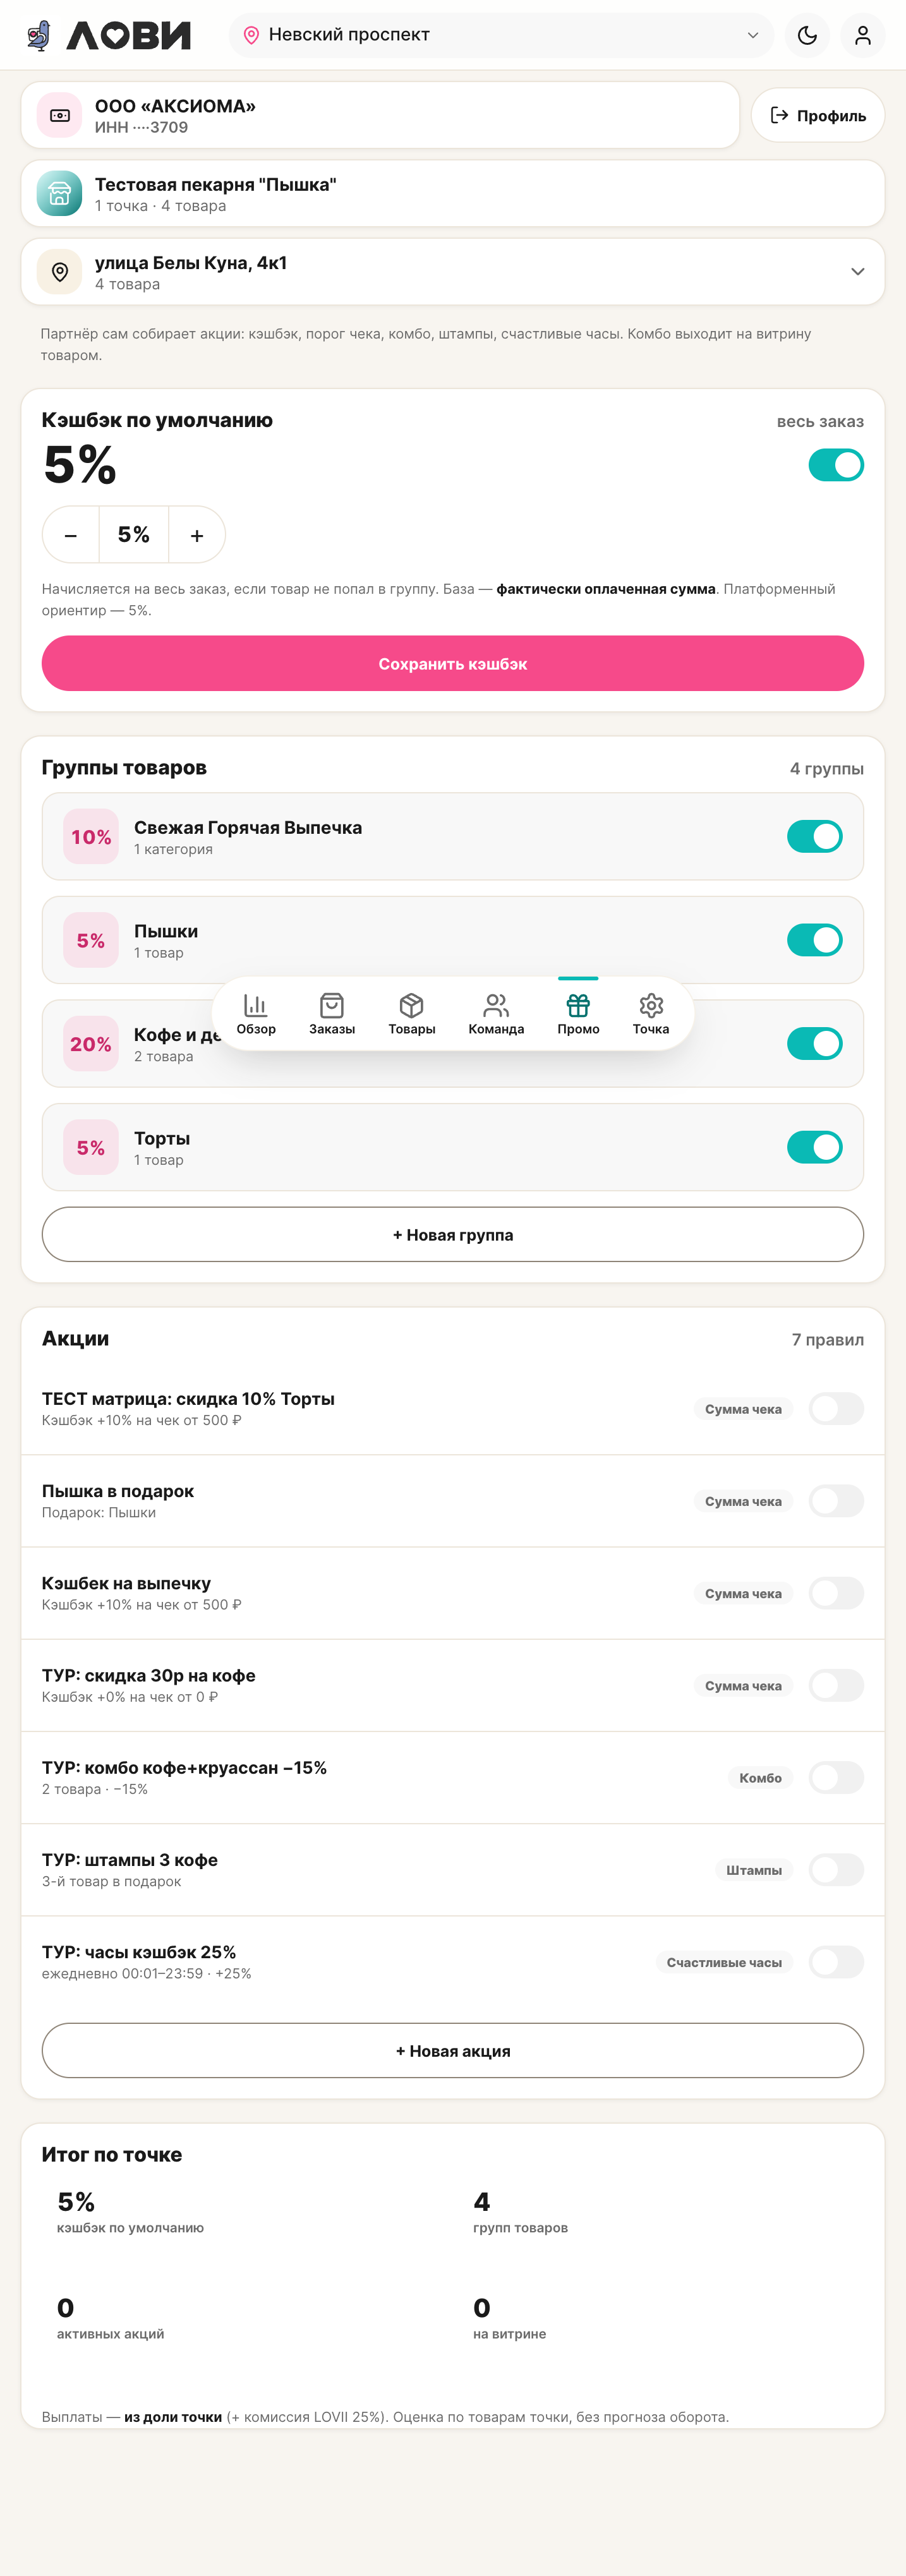 ЛОВИ
Невский проспект
ООО «АКСИОМА»
ИНН ····3709
Профиль
Тестовая пекарня "Пышка"
1 точка · 4 товара
улица Белы Куна, 4к1
4 товара
Партнёр сам собирает акции: кэшбэк, порог чека, комбо, штампы, счастливые часы. Комбо выходит на витрину
товаром.
Кэшбэк по умолчанию
весь заказ
5%
− 5% +
Начисляется на весь заказ, если товар не попал в группу. База — фактически оплаченная сумма. Платформенный
ориентир — 5%.
Сохранить кэшбэк
Группы товаров
4 группы
10%
Свежая Горячая Выпечка
1 категория
5%
Пышки
1 товар
20%
Кофе и де
2 товара
Обзор
Заказы
Товары
Команда
Промо
Точка
5%
Торты
1 товар
+ Новая группа
Акции
7 правил
ТЕСТ матрица: скидка 10% Торты
Кэшбэк +10% на чек от 500 ₽
Сумма чека
Пышка в подарок
Подарок: Пышки
Сумма чека
Кэшбек на выпечку
Кэшбэк +10% на чек от 500 ₽
Сумма чека
ТУР: скидка 30р на кофе
Кэшбэк +0% на чек от 0 ₽
Сумма чека
ТУР: комбо кофе+круассан −15%
2 товара · −15%
Комбо
ТУР: штампы 3 кофе
3-й товар в подарок
Штампы
ТУР: часы кэшбэк 25%
ежедневно 00:01–23:59 · +25%
Счастливые часы
+ Новая акция
Итог по точке
5%
кэшбэк по умолчанию
4
групп товаров
0
активных акций
0
на витрине
Выплаты — из доли точки (+ комиссия LOVII 25%). Оценка по товарам точки, без прогноза оборота.